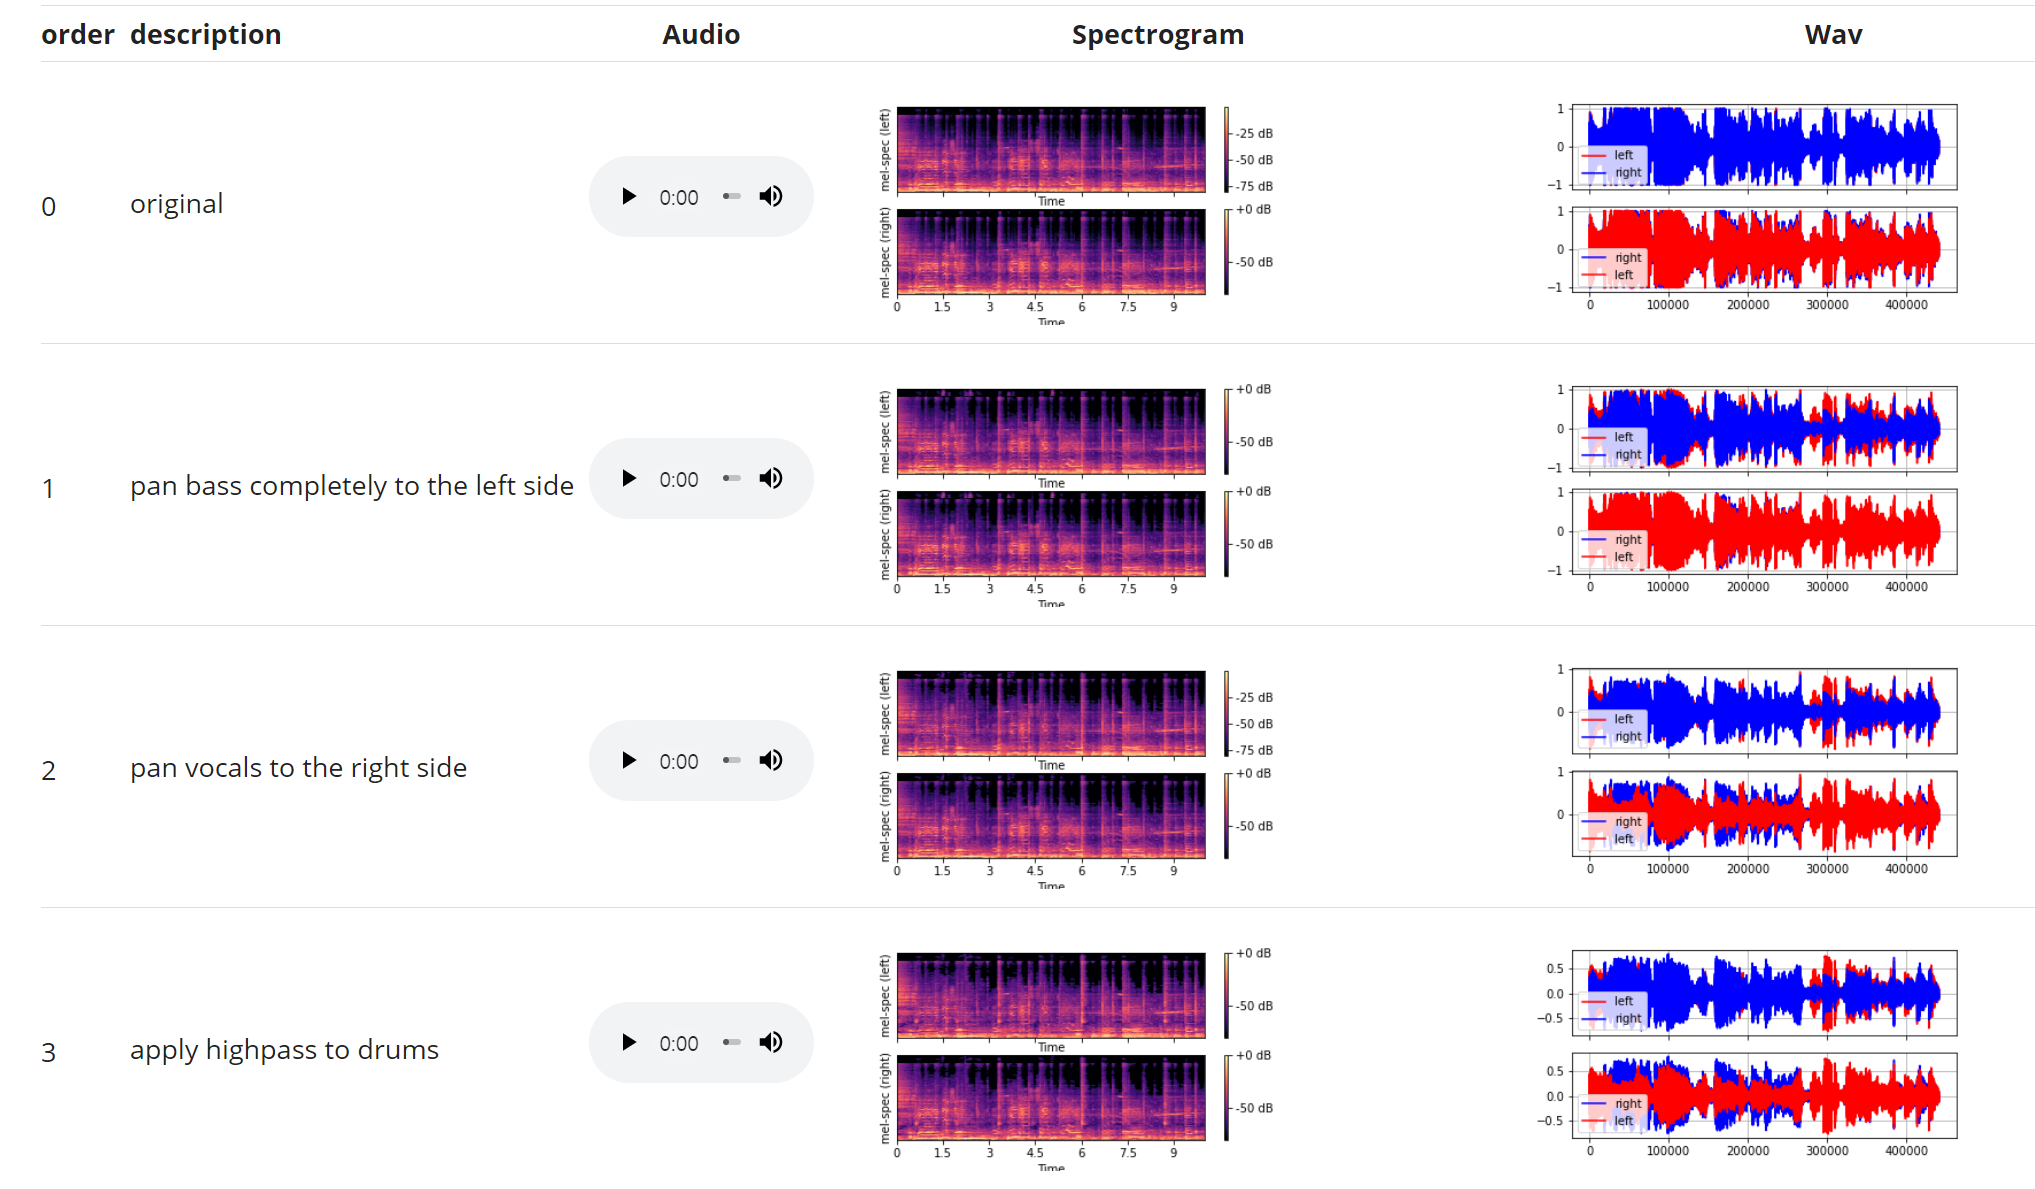 order description Audio Spectrogram Wav
0 original
0:00
mel-spec (left)
-25 dB
-50 dB
-75 dB
Time
mel-spec (right)
+0 dB
-50 dB
0 1.5 3 4.5 6 7.5 9
Time
1
0
−1
left
right
1
0
−1
right
left
0 100000 200000 300000 400000
1 pan bass completely to the left side
0:00
mel-spec (left)
+0 dB
-50 dB
Time
mel-spec (right)
+0 dB
-50 dB
0 1.5 3 4.5 6 7.5 9
Time
1
0
−1
left
right
1
0
−1
right
left
0 100000 200000 300000 400000
2 pan vocals to the right side
0:00
mel-spec (left)
-25 dB
-50 dB
-75 dB
Time
mel-spec (right)
+0 dB
-50 dB
0 1.5 3 4.5 6 7.5 9
Time
1
0
left
right
1
0
right
left
0 100000 200000 300000 400000
3 apply highpass to drums
0:00
mel-spec (left)
+0 dB
-50 dB
Time
mel-spec (right)
+0 dB
-50 dB
0 1.5 3 4.5 6 7.5 9
Time
0.5
0.0
−0.5
left
right
0.5
0.0
−0.5
right
left
0 100000 200000 300000 400000